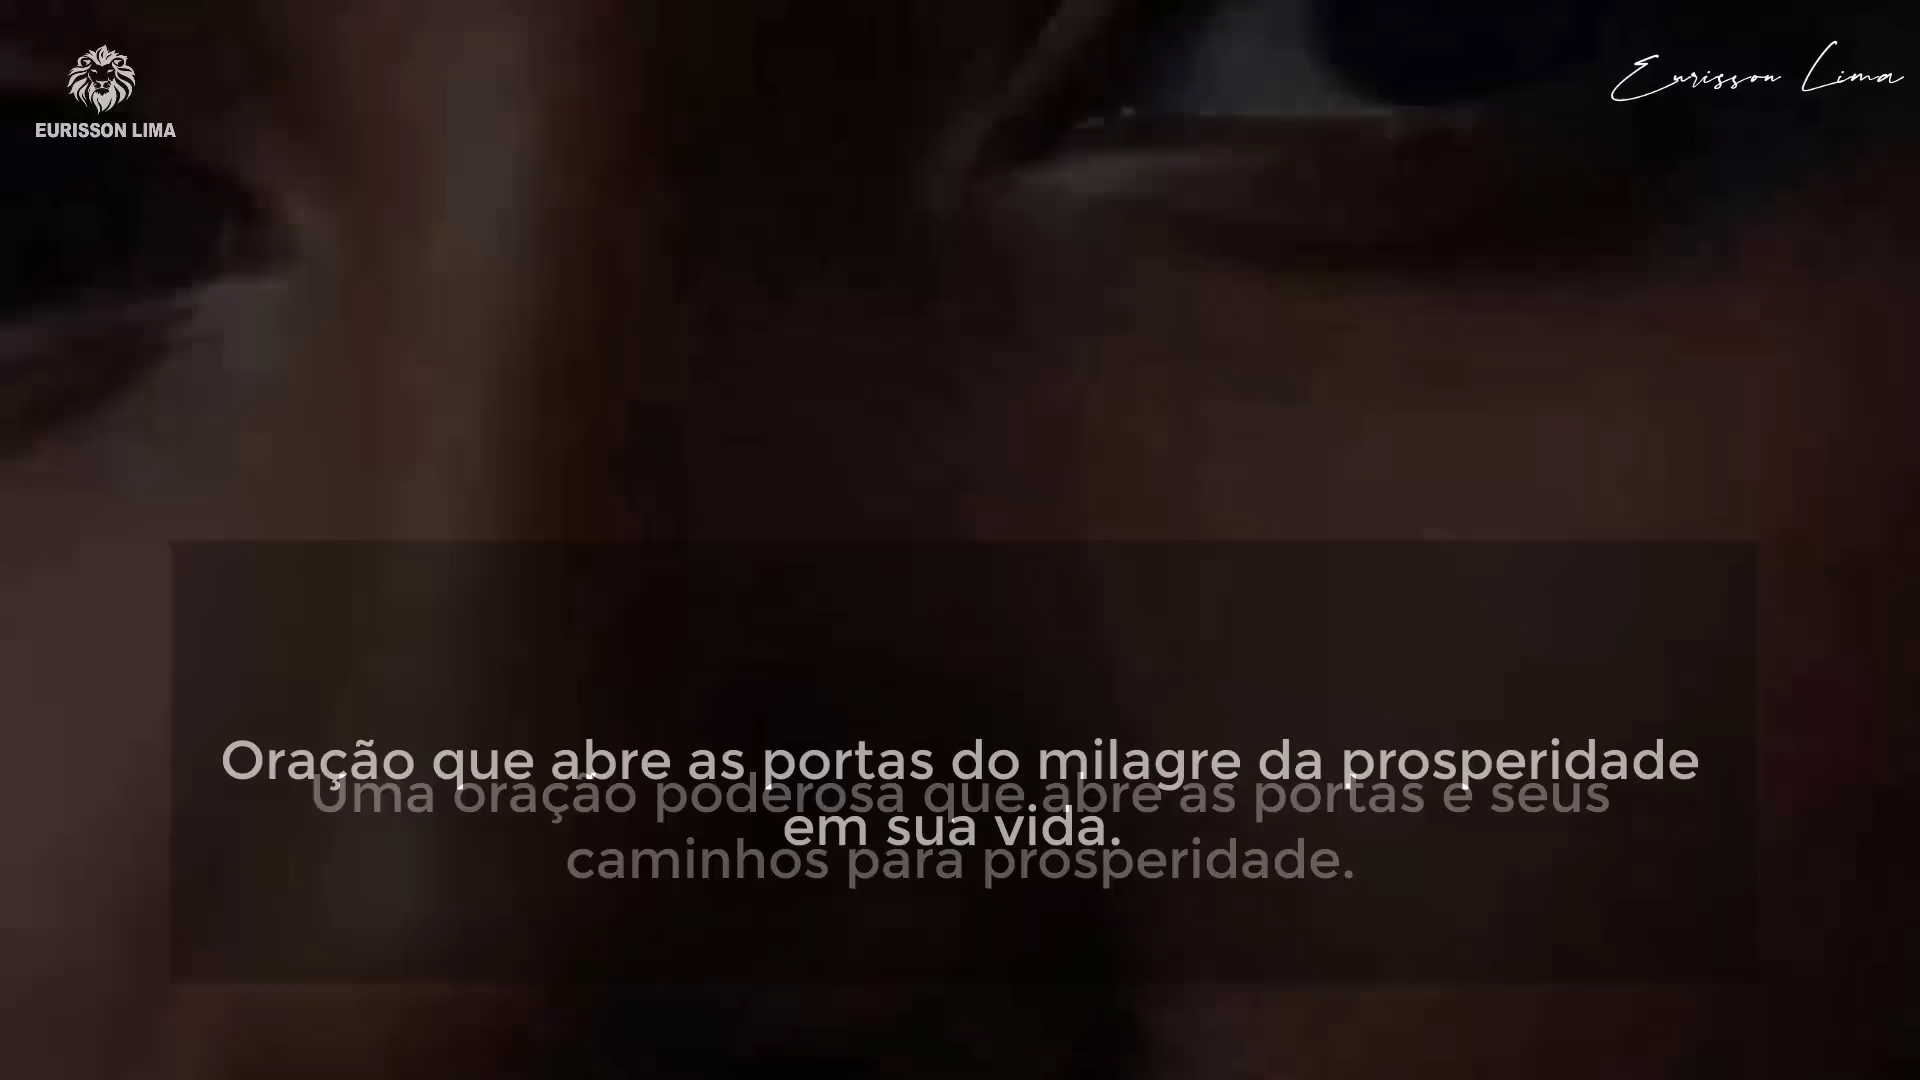 EURISSON LIMA
Eurisson Lima
Oração que abre as portas do milagre da prosperidade
em sua vida.
Uma oração poderosa que abre as portas e seus
caminhos para prosperidade.